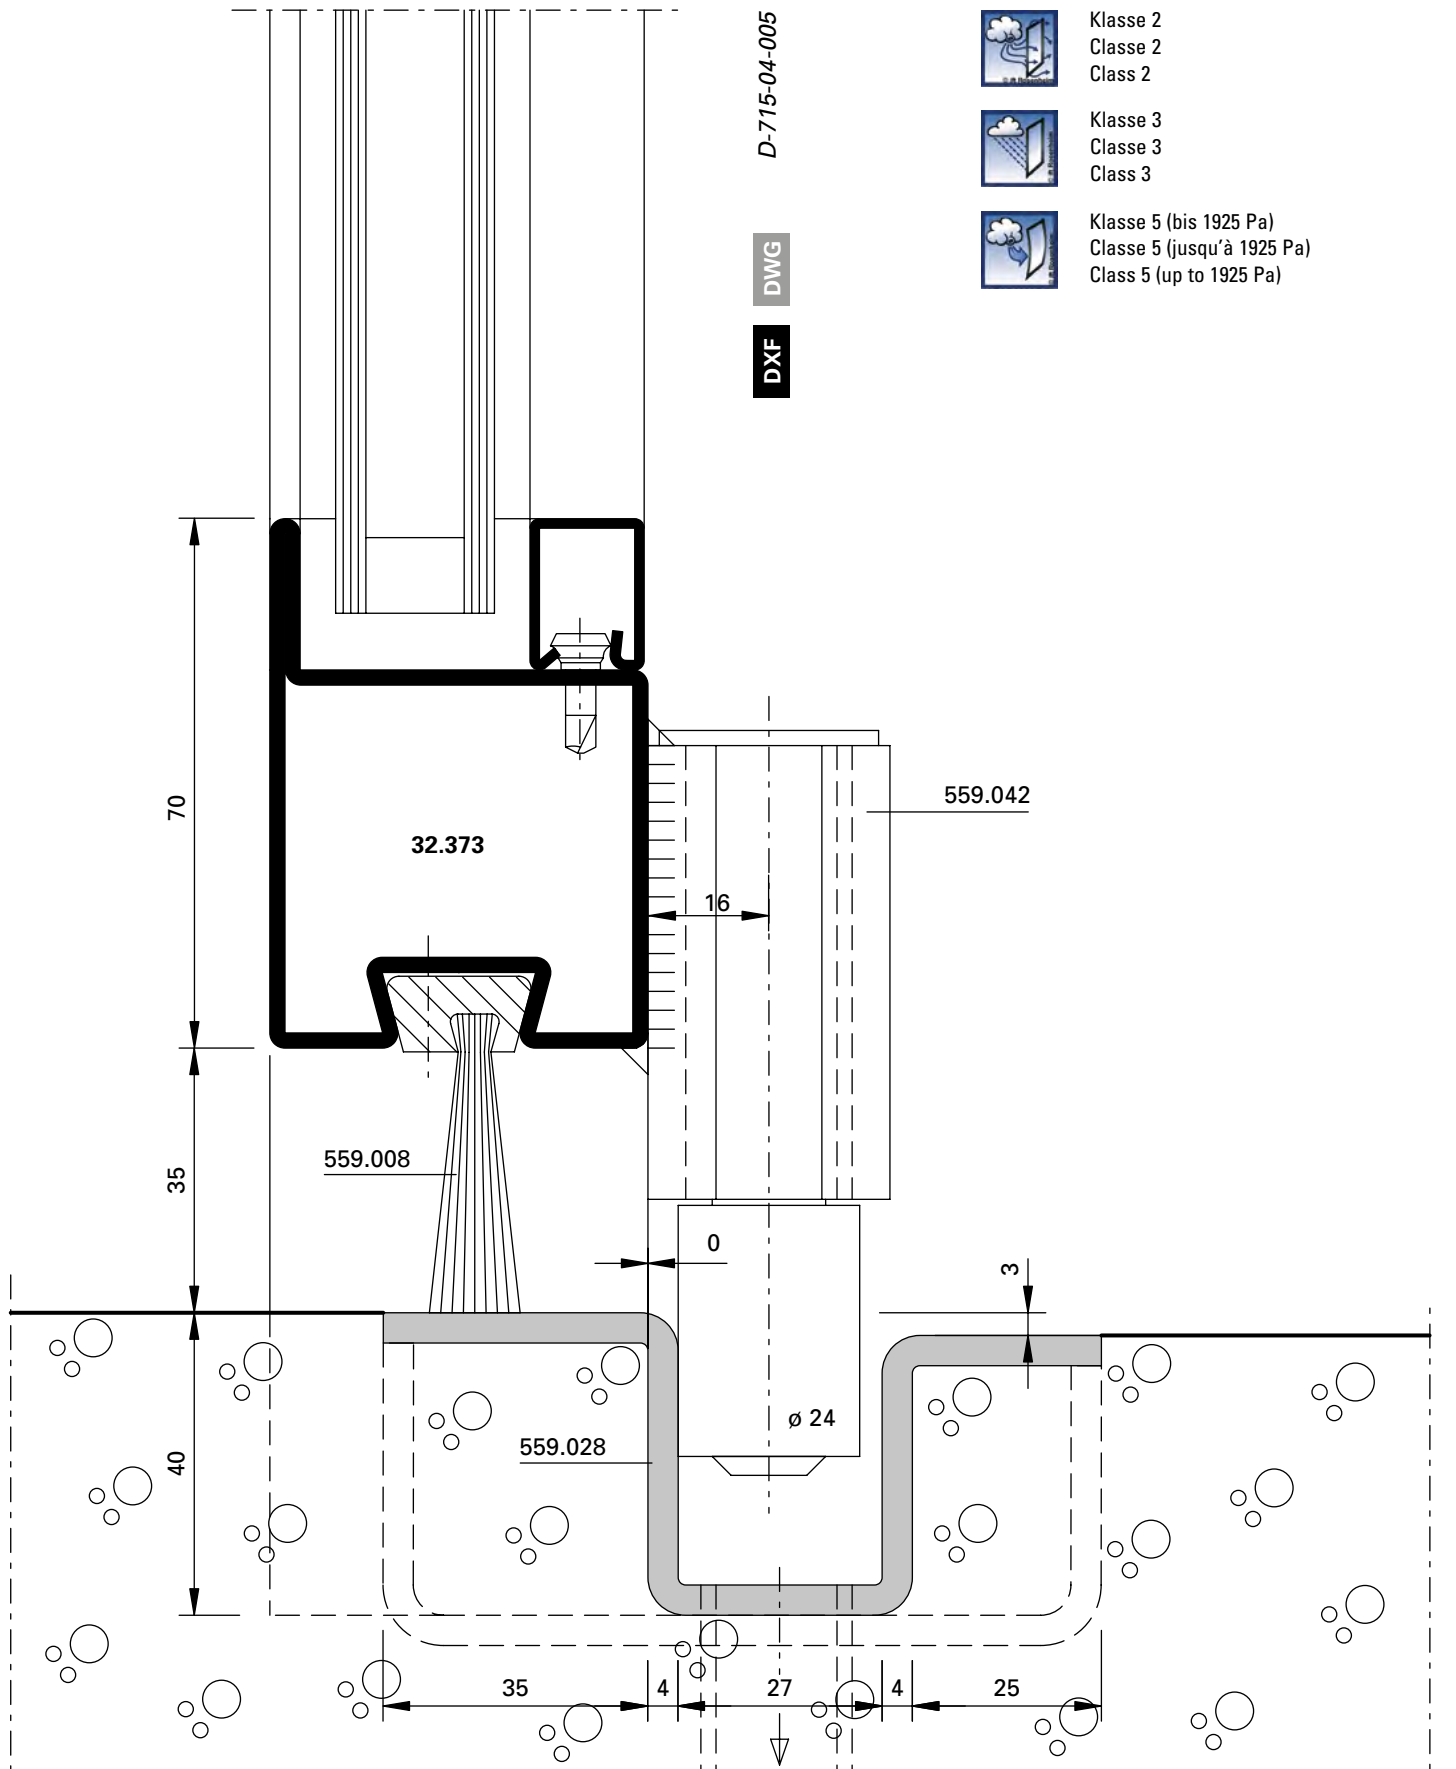 D-715-04-005
DWG
DXF
Klasse 2
Classe 2
Class 2
Klasse 3
Classe 3
Class 3
Klasse 5 (bis 1925 Pa)
Classe 5 (jusqu'à 1925 Pa)
Class 5 (up to 1925 Pa)
70
559.042
32.373
16
559.008
35
0
3
ø 24
559.028
40
35
4
27
4
25